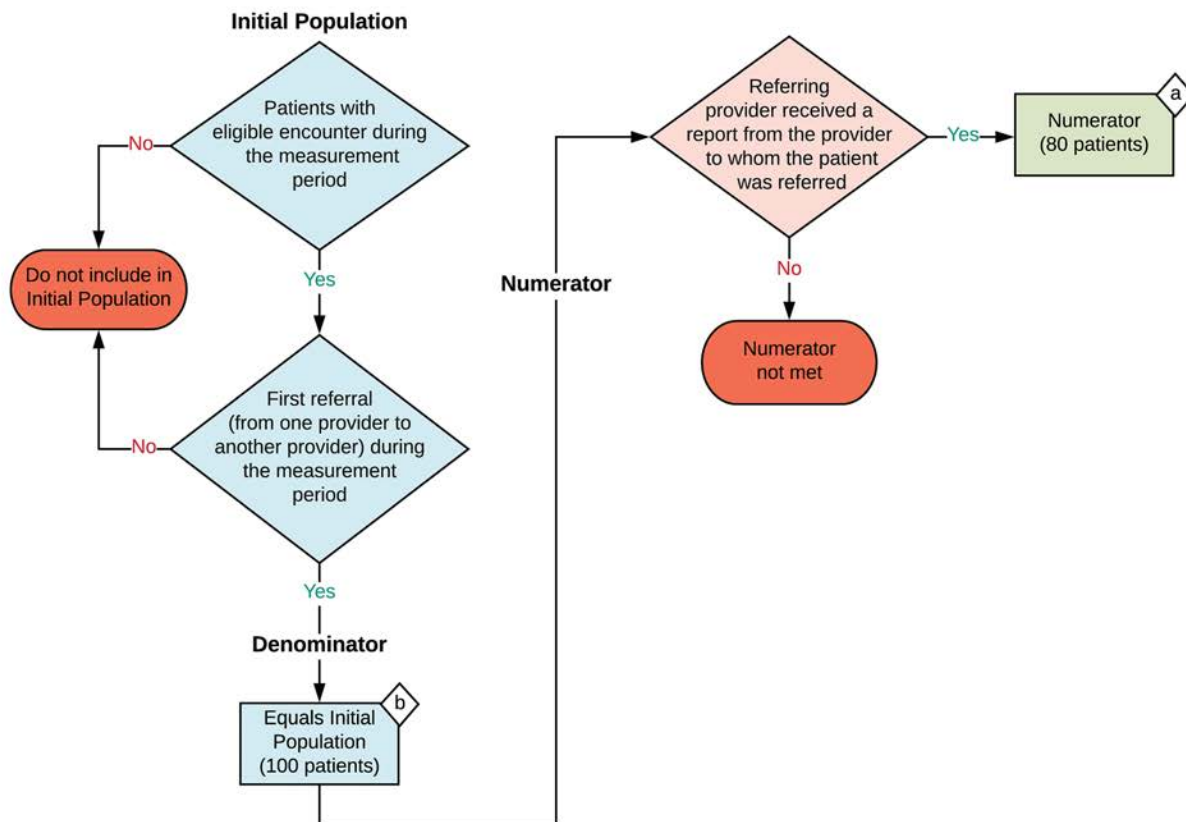 Initial Population
Patients with
eligible encounter during
the measurement
period
No
Do not include in
Initial Population
Yes
First referral
(from one provider to
another provider) during
the measurement
period
No
Yes
Denominator
b
Equals Initial
Population
(100 patients)
Numerator
Referring
provider received a
report from the provider
to whom the patient
was referred
Yes
a
Numerator
(80 patients)
No
Numerator
not met